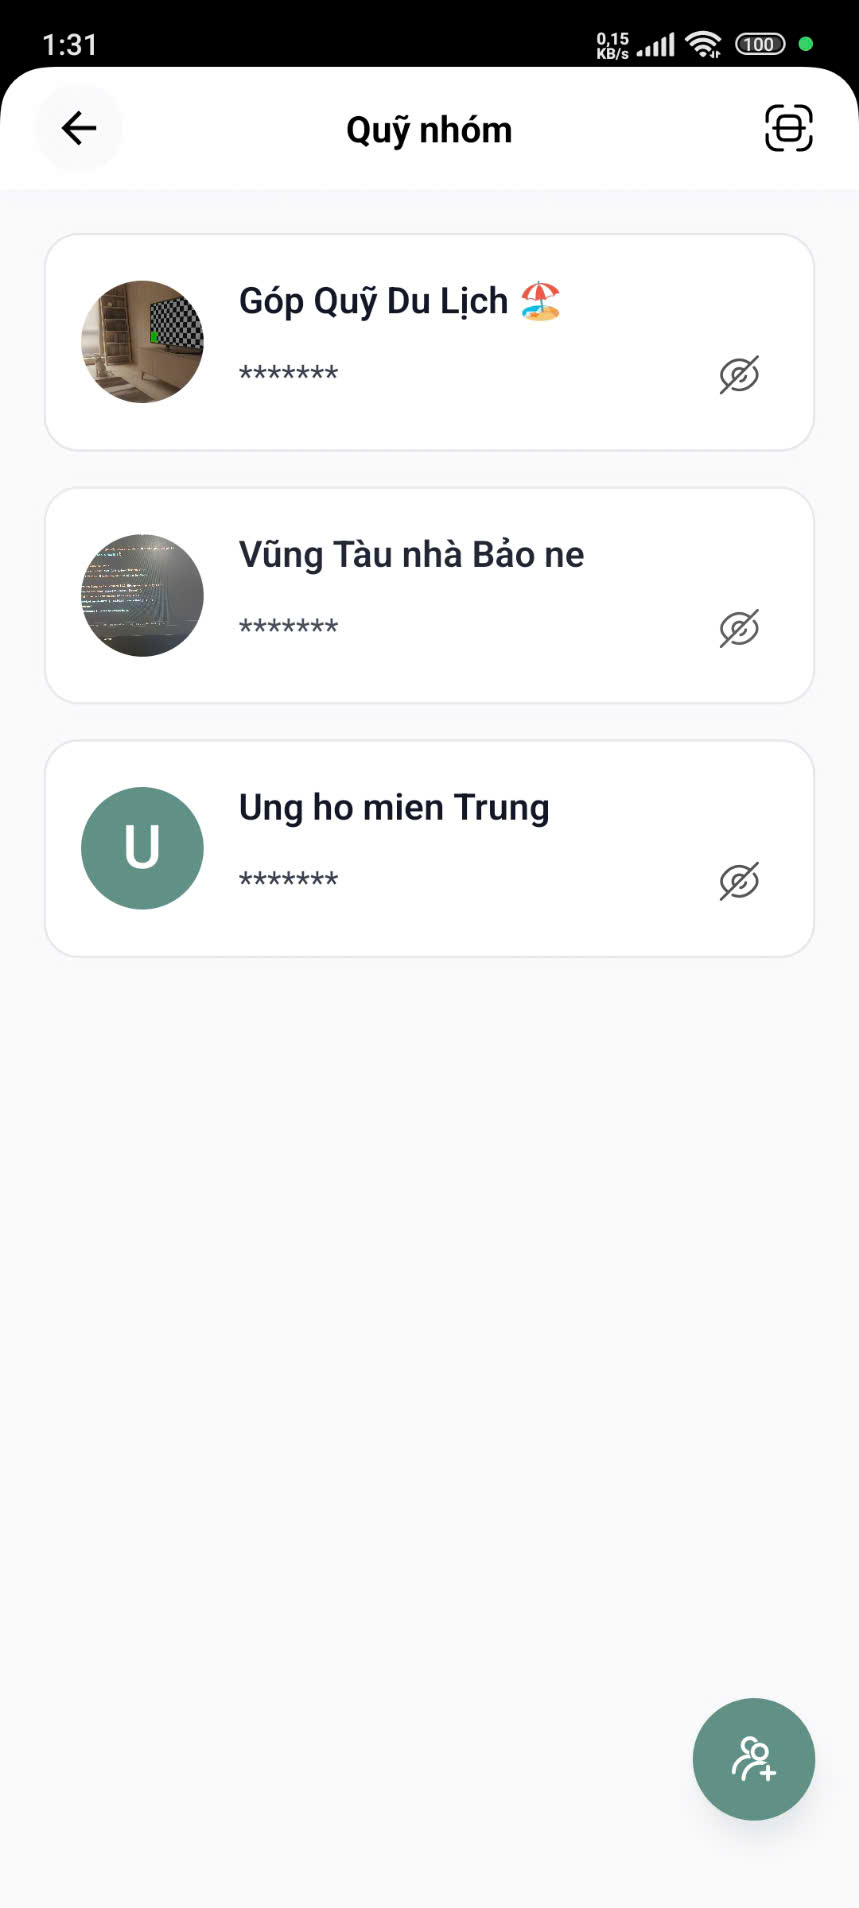 1:31
0,15
KB/s
100
Quỹ nhóm
Góp Quỹ Du Lịch 🏖️
*******
Vũng Tàu nhà Bảo ne
*******
U
Ung ho mien Trung
*******